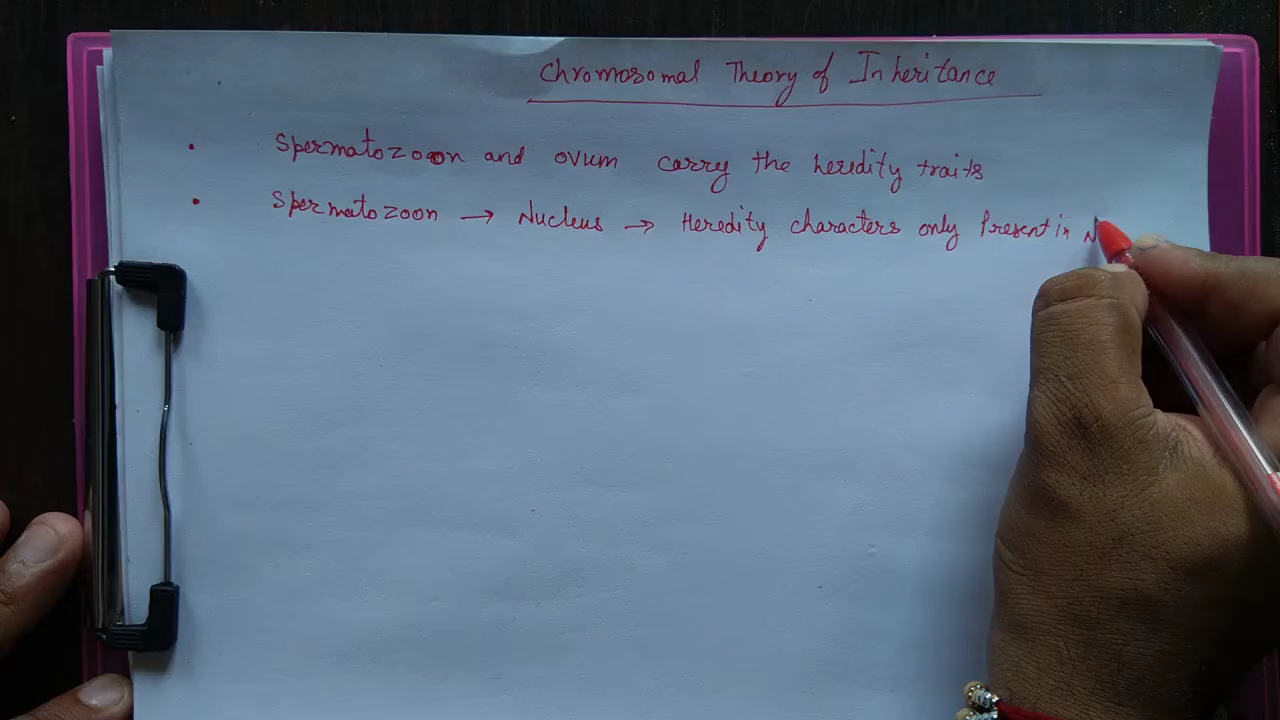 Chromosomal Theory of Inheritance
• Spermatozoon and ovum carry the heredity traits
• Spermatozoon → Nucleus → Heredity characters only Present in N